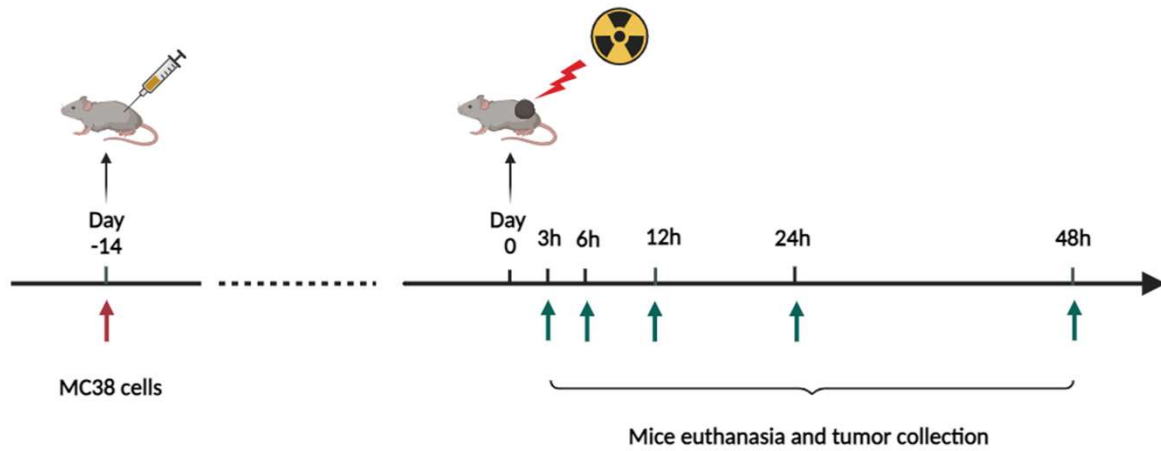 Day
-14
Day
0
3h
6h
12h
24h
48h
MC38 cells
Mice euthanasia and tumor collection